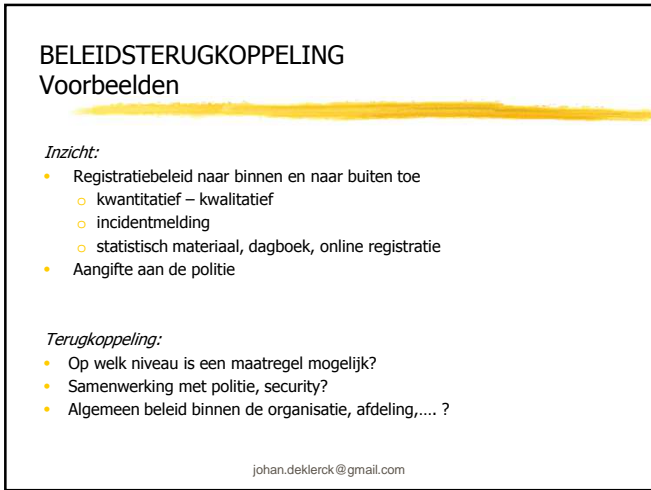 BELEIDSTERUGKOPPELING
Voorbeelden
Inzicht:
• Registratiebeleid naar binnen en naar buiten toe
o kwantitatief – kwalitatief
o incidentmelding
o statistisch materiaal, dagboek, online registratie
• Aangifte aan de politie
Terugkoppeling:
• Op welk niveau is een maatregel mogelijk?
• Samenwerking met politie, security?
• Algemeen beleid binnen de organisatie, afdeling,…. ?
johan.deklerck@gmail.com